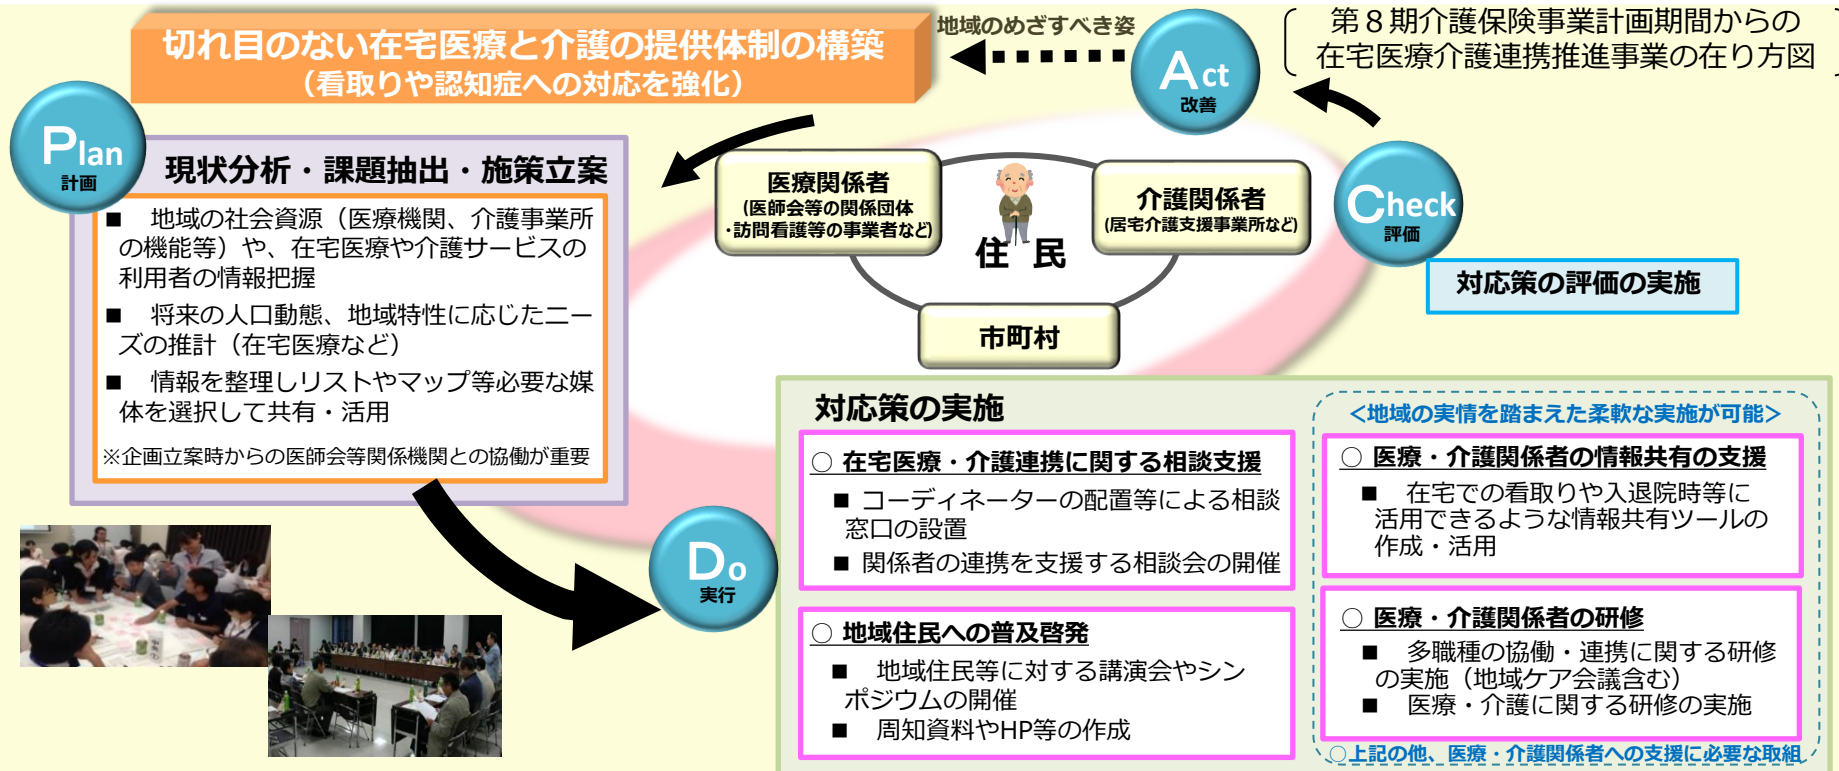 切れ目のない在宅医療と介護の提供体制の構築
（看取りや認知症への対応を強化）
地域のめざすべき姿
Act
改善
第８期介護保険事業計画期間からの
在宅医療介護連携推進事業の在り方図
Plan
計画
現状分析・課題抽出・施策立案
■ 地域の社会資源（医療機関、介護事業所
の機能等）や、在宅医療や介護サービスの
利用者の情報把握
■ 将来の人口動態、地域特性に応じたニー
ズの推計（在宅医療など）
■ 情報を整理しリストやマップ等必要な媒
体を選択して共有・活用
※企画立案時からの医師会等関係機関との協働が重要
医療関係者
(医師会等の関係団体
・訪問看護等の事業者など)
介護関係者
(居宅介護支援事業所など)
住 民
市町村
Check
評価
対応策の評価の実施
Do
実行
対応策の実施
○ 在宅医療・介護連携に関する相談支援
■ コーディネーターの配置等による相談
窓口の設置
■ 関係者の連携を支援する相談会の開催
○ 地域住民への普及啓発
■ 地域住民等に対する講演会やシン
ポジウムの開催
■ 周知資料やHP等の作成
＜地域の実情を踏まえた柔軟な実施が可能＞
○ 医療・介護関係者の情報共有の支援
■ 在宅での看取りや入退院時等に
活用できるような情報共有ツールの
作成・活用
○ 医療・介護関係者の研修
■ 多職種の協働・連携に関する研修
の実施（地域ケア会議含む）
■ 医療・介護に関する研修の実施
○上記の他、医療・介護関係者への支援に必要な取組